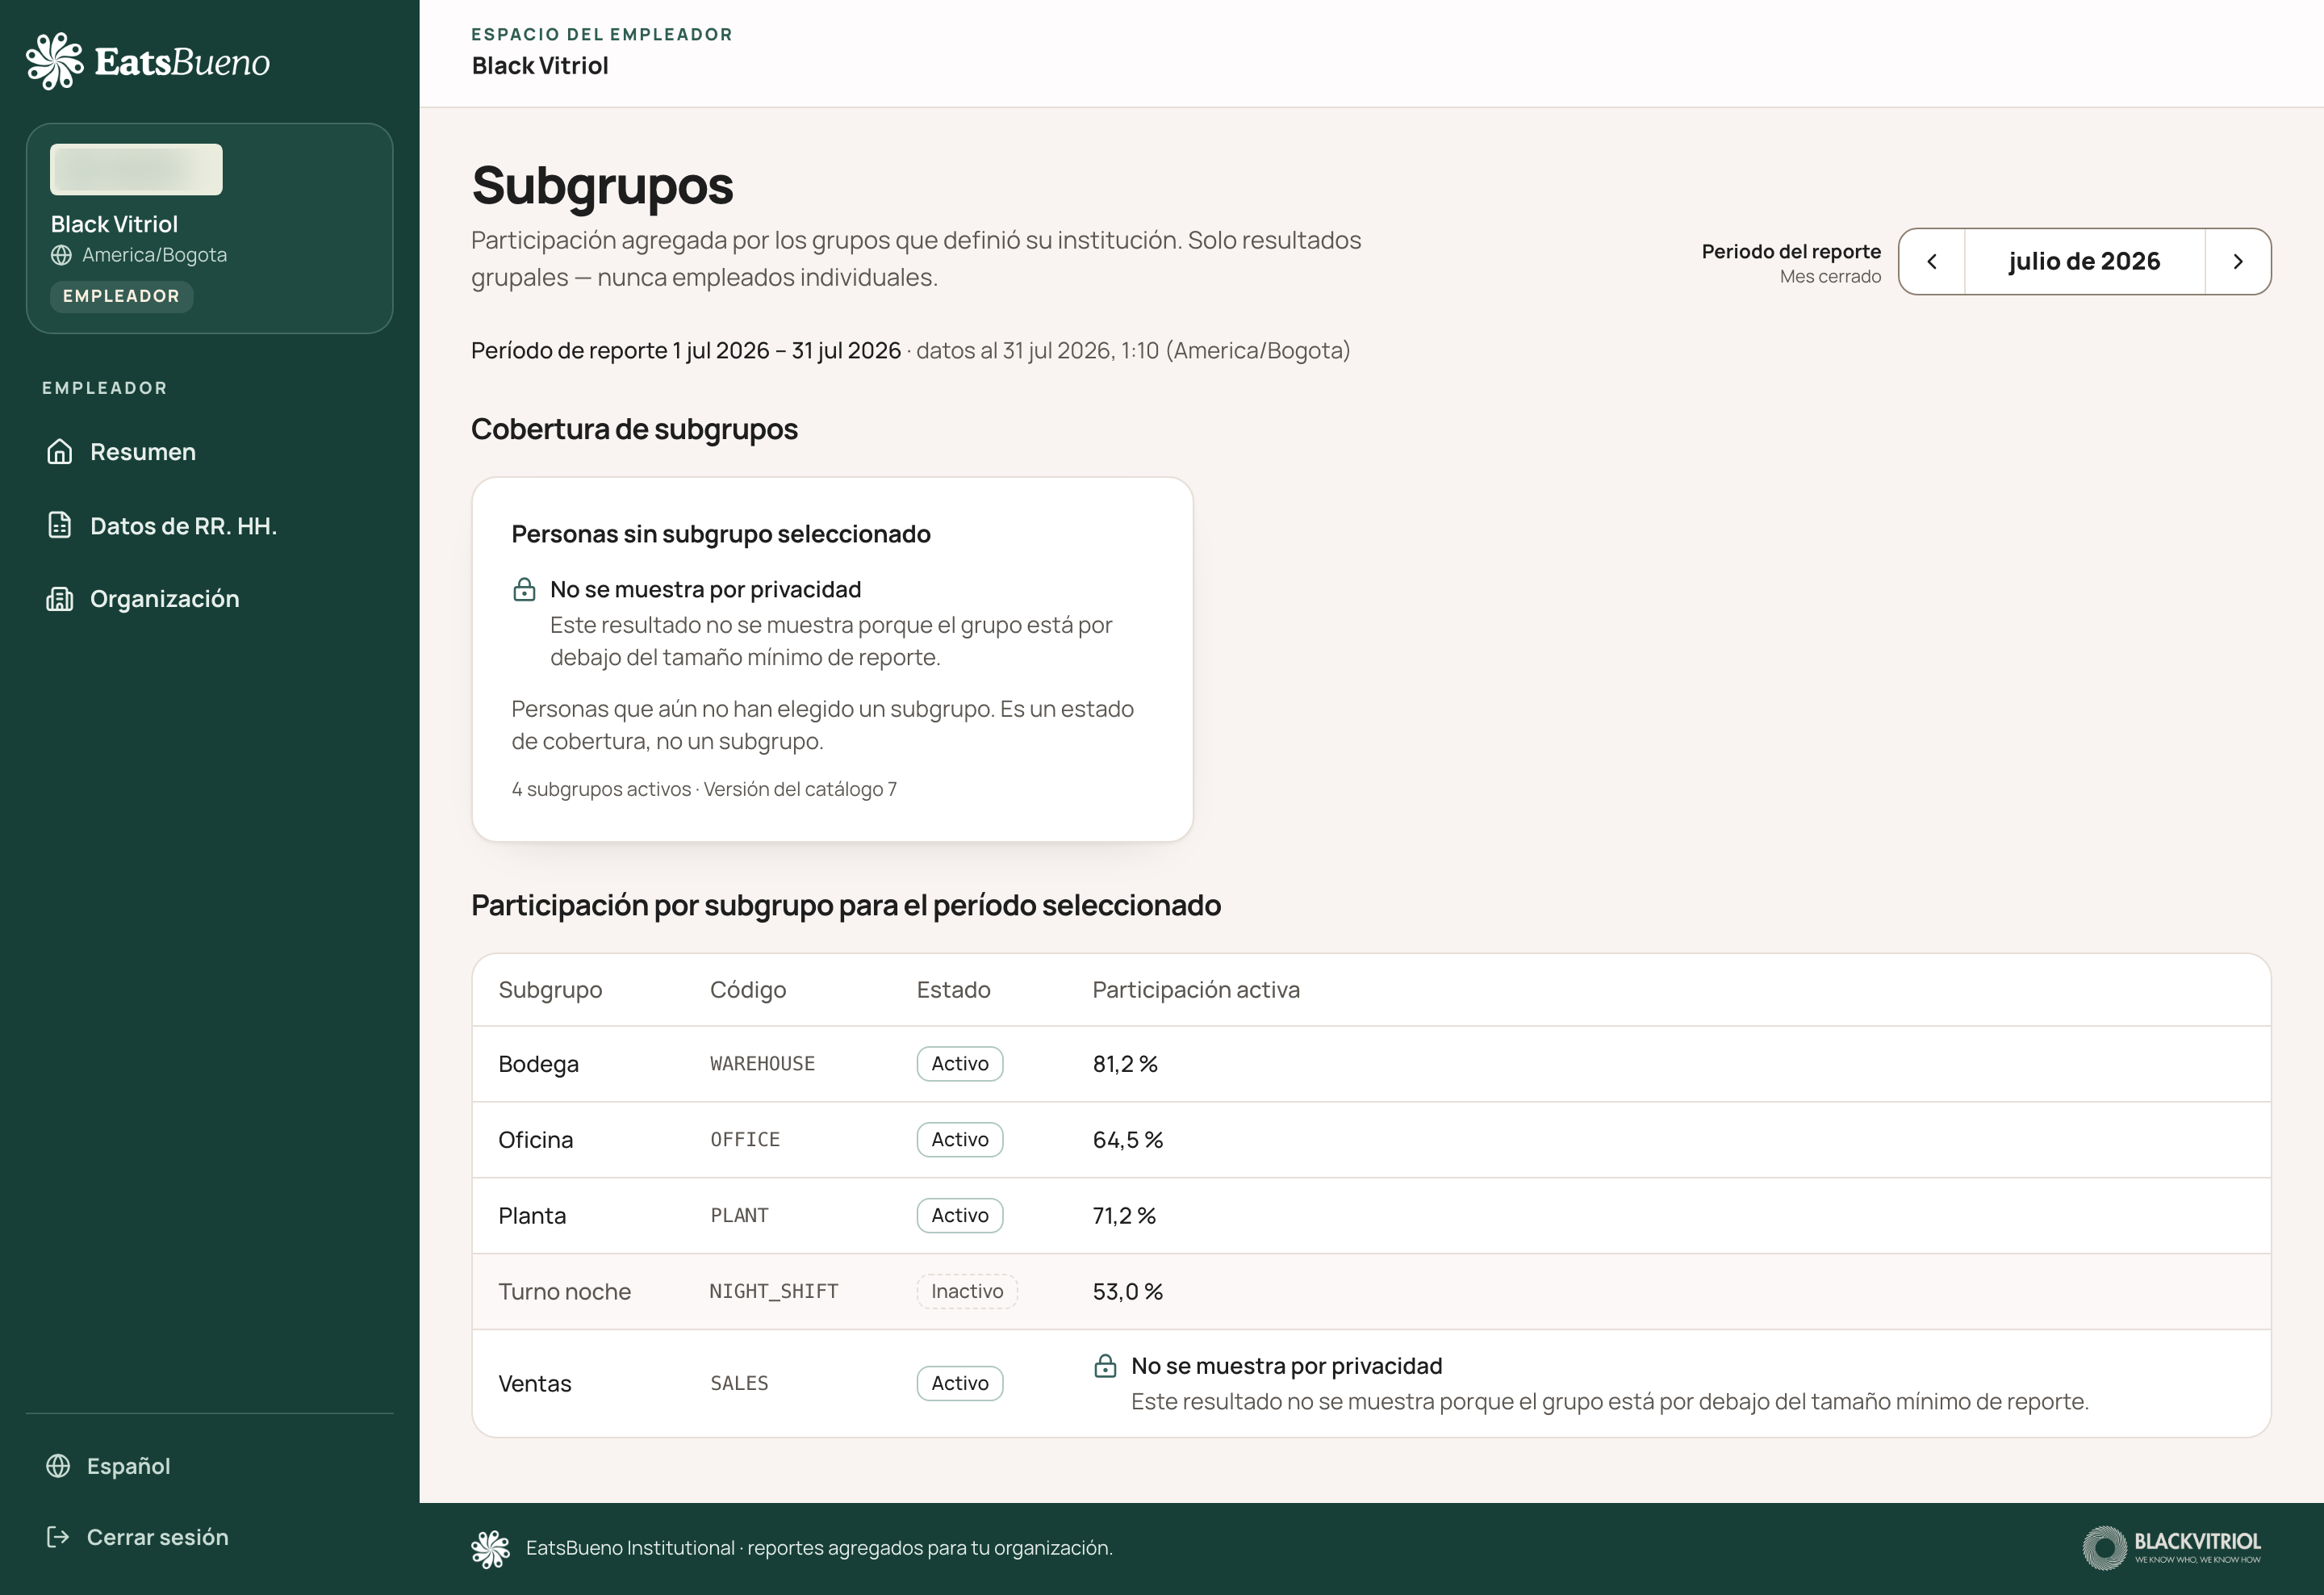 EatsBueno
Black Vitriol
America/Bogota
EMPLEADOR
EMPLEADOR
Resumen
Datos de RR. HH.
Organización
Español
Cerrar sesión
ESPACIO DEL EMPLEADOR
Black Vitriol
Subgrupos
Participación agregada por los grupos que definió su institución. Solo resultados
grupales — nunca empleados individuales.
Periodo del reporte
Mes cerrado
julio de 2026
Período de reporte 1 jul 2026 – 31 jul 2026 · datos al 31 jul 2026, 1:10 (America/Bogota)
Cobertura de subgrupos
Personas sin subgrupo seleccionado
No se muestra por privacidad
Este resultado no se muestra porque el grupo está por
debajo del tamaño mínimo de reporte.
Personas que aún no han elegido un subgrupo. Es un estado
de cobertura, no un subgrupo.
4 subgrupos activos · Versión del catálogo 7
Participación por subgrupo para el período seleccionado
Subgrupo Código Estado Participación activa
Bodega WAREHOUSE Activo 81,2 %
Oficina OFFICE Activo 64,5 %
Planta PLANT Activo 71,2 %
Turno noche NIGHT_SHIFT Inactivo 53,0 %
Ventas SALES Activo No se muestra por privacidad
Este resultado no se muestra porque el grupo está por debajo del tamaño mínimo de reporte.
EatsBueno Institutional · reportes agregados para tu organización.
BLACKVITRIOL
WE KNOW WHO, WE KNOW HOW